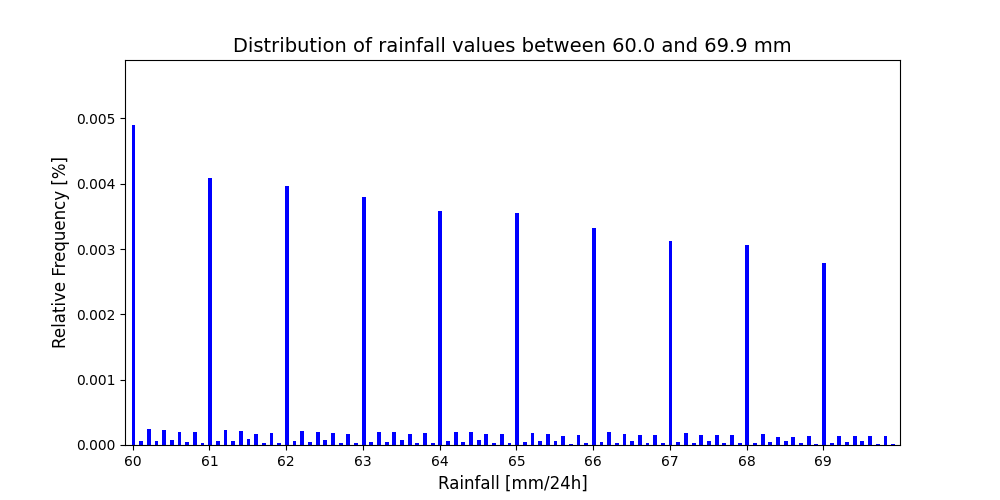 Distribution of rainfall values between 60.0 and 69.9 mm
Relative Frequency [%]
0.005
0.004
0.003
0.002
0.001
0.000
60 61 62 63 64 65 66 67 68 69
Rainfall [mm/24h]